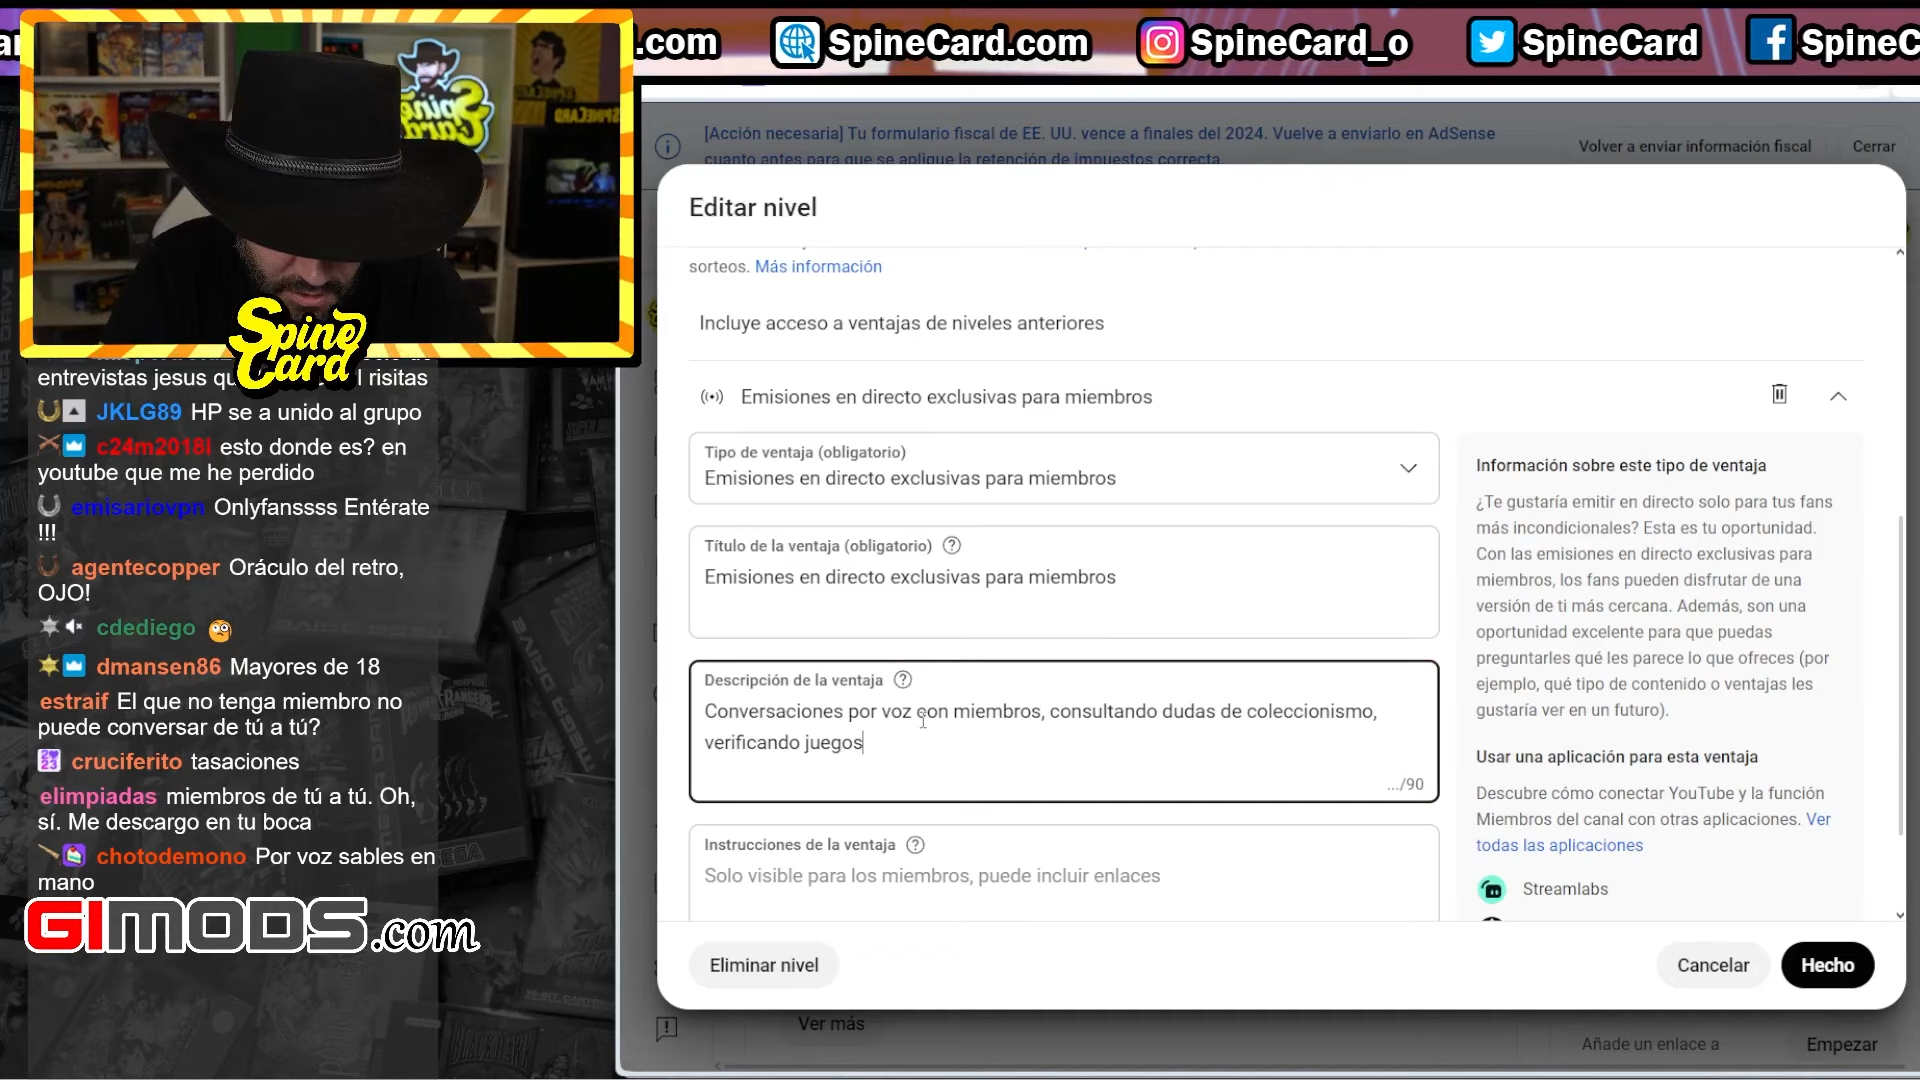 .com
SpineCard.com
SpineCard_o
SpineCard
SpineC
[Acción necesaria] Tu formulario fiscal de EE. UU. vence a finales del 2024. Vuelve a enviarlo en AdSense
cuanto antes para que se aplique la retención de impuestos correcta.
Volver a enviar información fiscal
Cerrar
Editar nivel
sorteos. Más información
Incluye acceso a ventajas de niveles anteriores
Emisiones en directo exclusivas para miembros
Tipo de ventaja (obligatorio)
Emisiones en directo exclusivas para miembros
Título de la ventaja (obligatorio)
Emisiones en directo exclusivas para miembros
Descripción de la ventaja
Conversaciones por voz con miembros, consultando dudas de coleccionismo,
verificando juegos
.../90
Instrucciones de la ventaja
Solo visible para los miembros, puede incluir enlaces
Información sobre este tipo de ventaja
¿Te gustaría emitir en directo solo para tus fans
más incondicionales? Esta es tu oportunidad.
Con las emisiones en directo exclusivas para
miembros, los fans pueden disfrutar de una
versión de ti más cercana. Además, son una
oportunidad excelente para que puedas
preguntarles qué les parece lo que ofreces (por
ejemplo, qué tipo de contenido o ventajas les
gustaría ver en un futuro).
Usar una aplicación para esta ventaja
Descubre cómo conectar YouTube y la función
Miembros del canal con otras aplicaciones. Ver
todas las aplicaciones
Streamlabs
Eliminar nivel
Cancelar
Hecho
Ver más
Añade un enlace a
Empezar
Spine
Card
entrevistas jesus qu l risitas
JKLG89 HP se a unido al grupo
c24m2018l esto donde es? en
youtube que me he perdido
emisariovpn Onlyfanssss Entérate
!!!
agentecopper Oráculo del retro,
OJO!
cdediego
dmansen86 Mayores de 18
estraif El que no tenga miembro no
puede conversar de tú a tú?
cruciferito tasaciones
elimpiadas miembros de tú a tú. Oh,
sí. Me descargo en tu boca
chotodemono Por voz sables en
mano
GIMODS.com